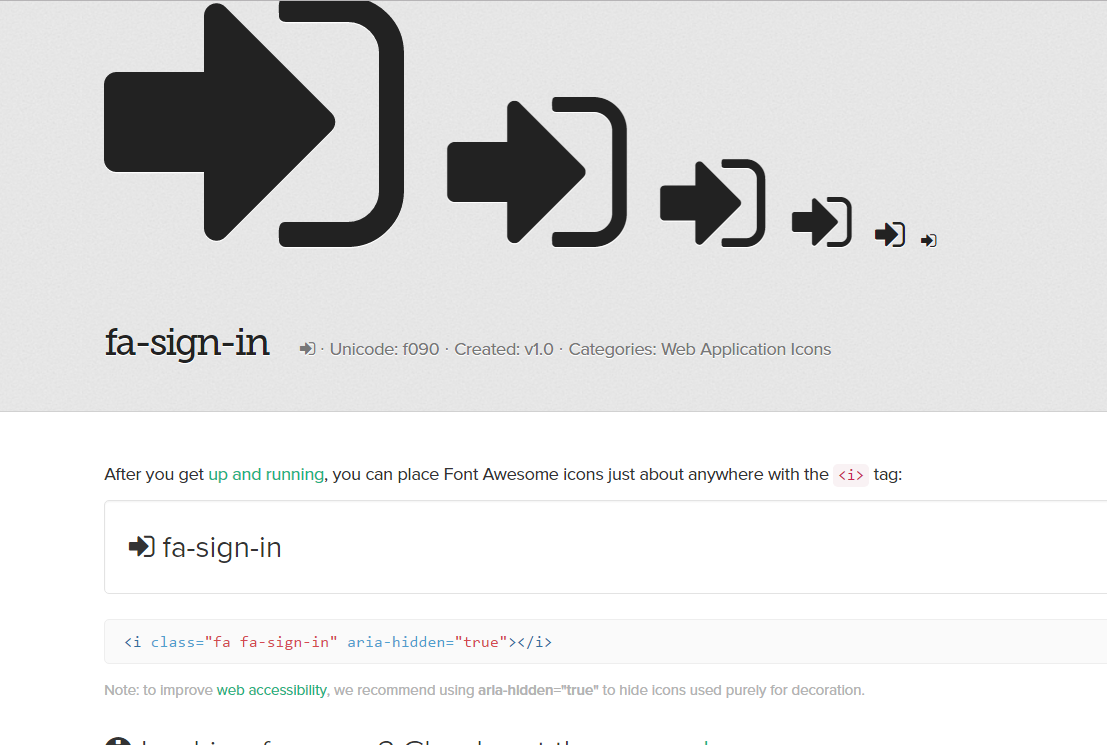 fa-sign-in
· Unicode: f090 · Created: v1.0 · Categories: Web Application Icons
After you get up and running, you can place Font Awesome icons just about anywhere with the <i> tag:
fa-sign-in
<i class="fa fa-sign-in" aria-hidden="true"></i>
Note: to improve web accessibility, we recommend using aria-hidden="true" to hide icons used purely for decoration.